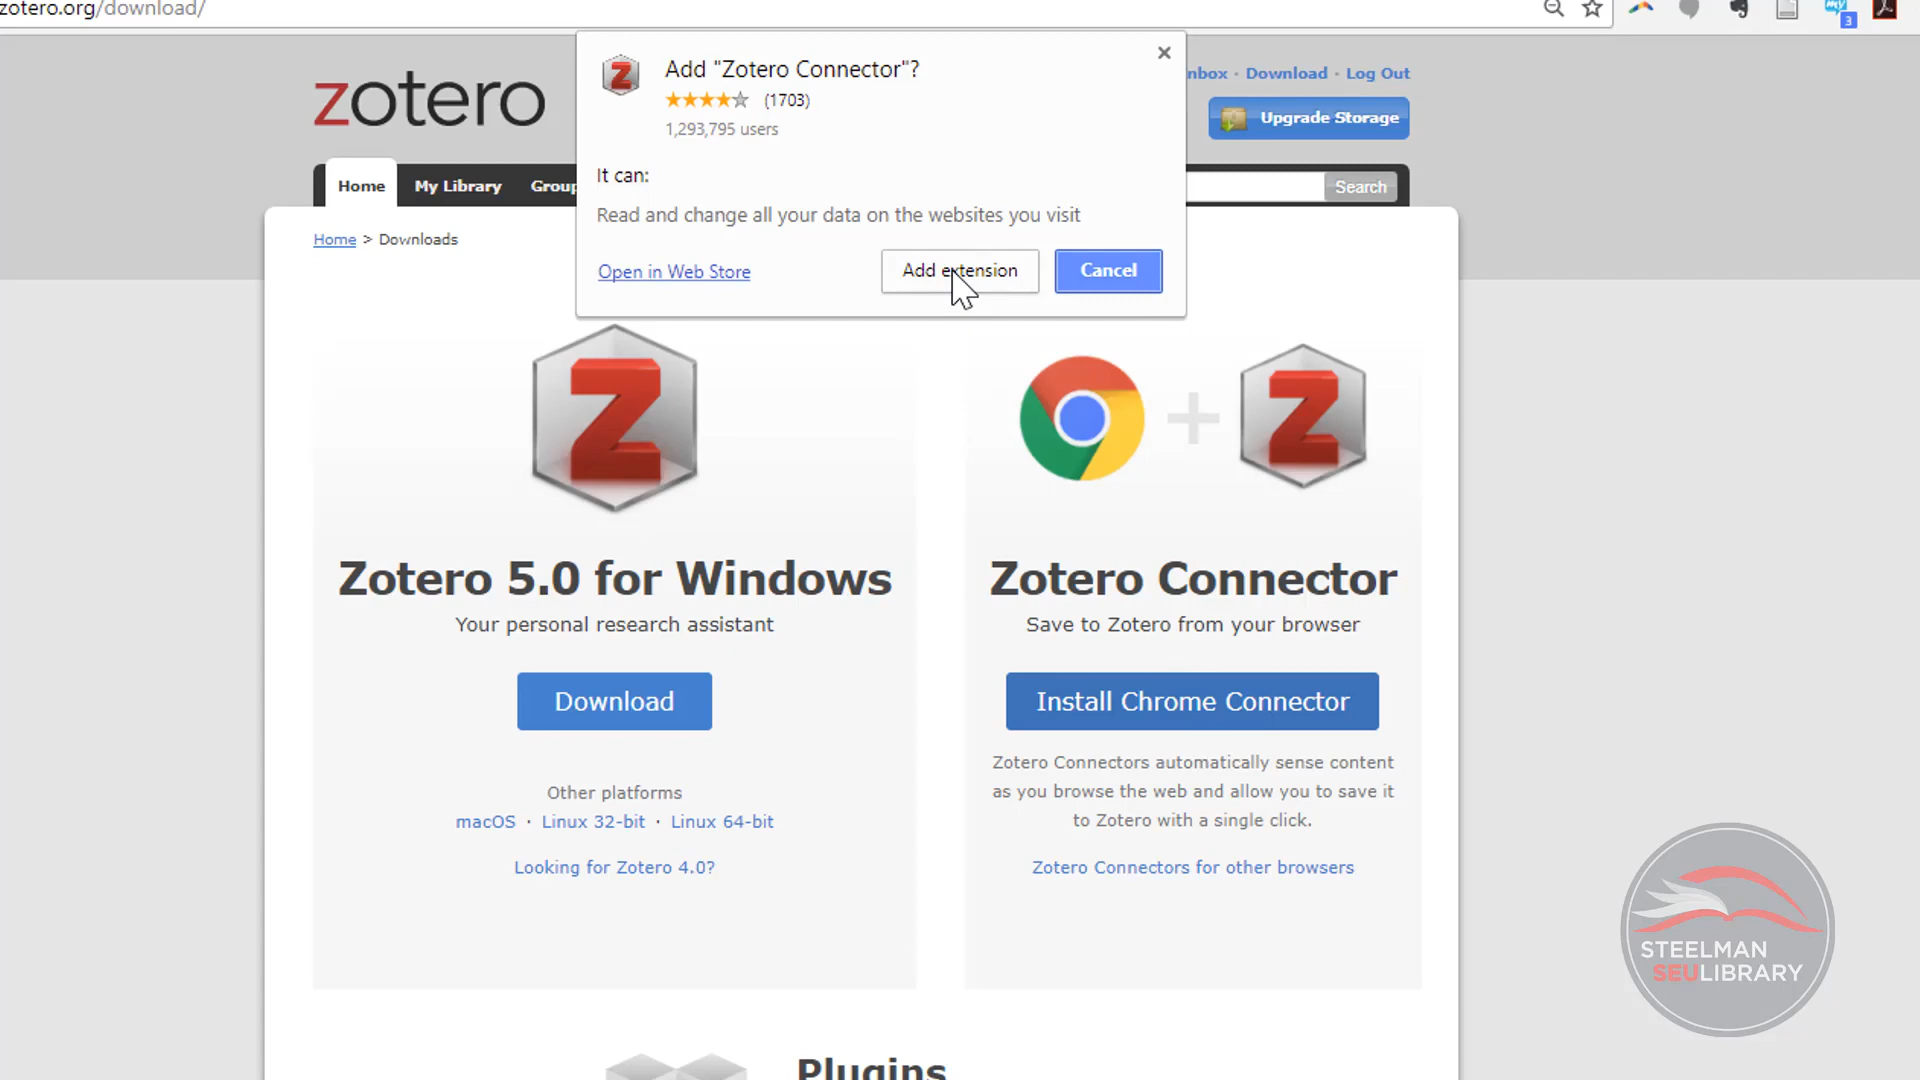 zotero.org/download/
3
Add "Zotero Connector"?
(1703)
1,293,795 users
It can:
Read and change all your data on the websites you visit
Open in Web Store
Add extension
Cancel
zotero
nbox · Download · Log Out
Upgrade Storage
Home
My Library
Group
Search
Home > Downloads
Z
Z
Z
Zotero 5.0 for Windows
Your personal research assistant
Download
Other platforms
macOS · Linux 32-bit · Linux 64-bit
Looking for Zotero 4.0?
Zotero Connector
Save to Zotero from your browser
Install Chrome Connector
Zotero Connectors automatically sense content
as you browse the web and allow you to save it
to Zotero with a single click.
Zotero Connectors for other browsers
STEELMAN
SEULIBRARY
Plugins